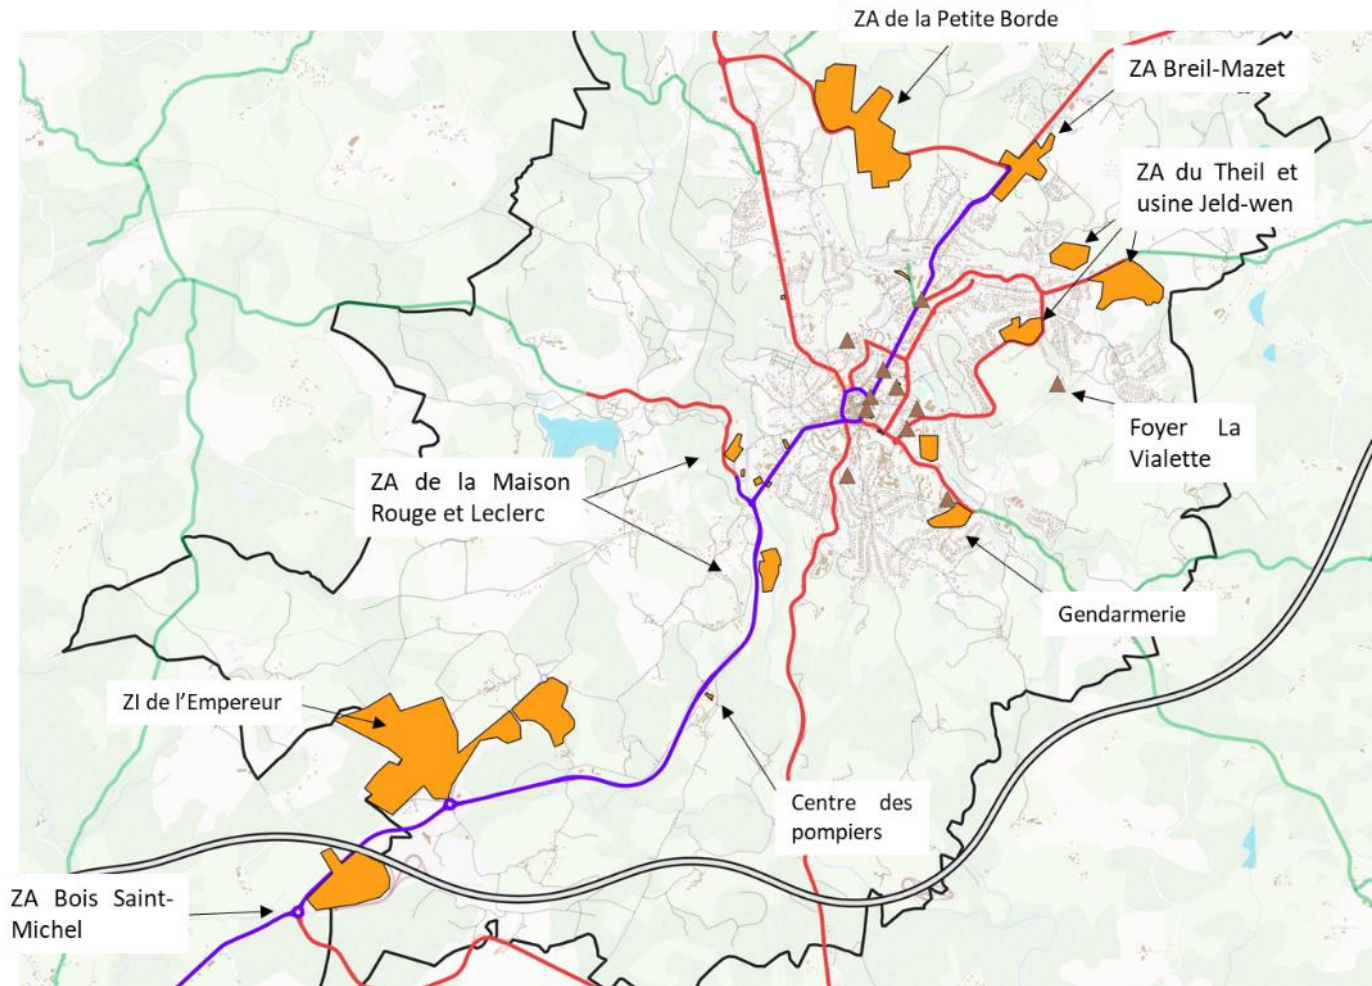 ZA de la Petite Borde
ZA Breil-Mazet
ZA du Theil et
usine Jeld-wen
Foyer La
Vialette
ZA de la Maison
Rouge et Leclerc
Gendarmerie
ZI de l’Empereur
Centre des
pompiers
ZA Bois Saint-
Michel